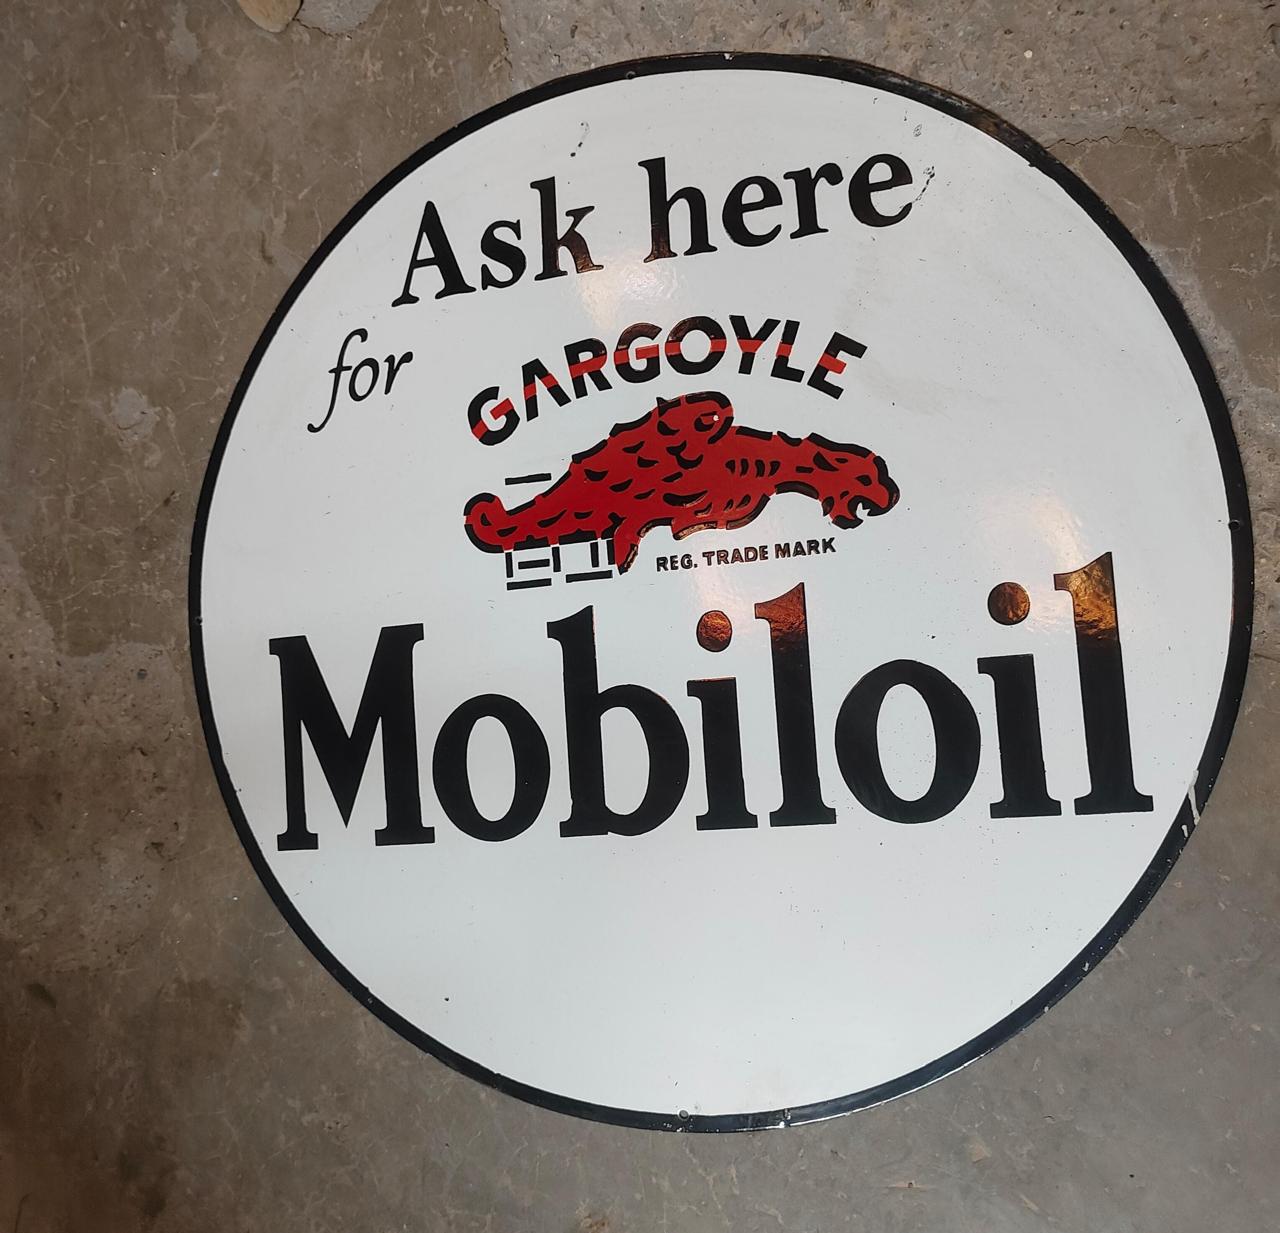 Ask here
for
GARGOYLE
REG. TRADE MARK
Mobiloil